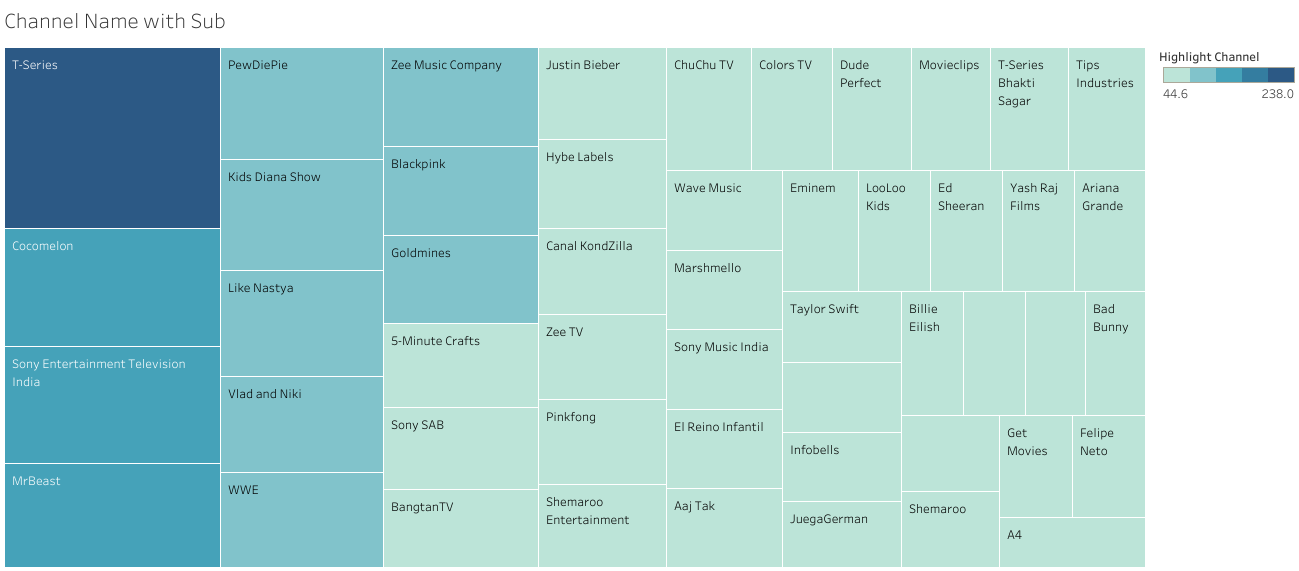 Channel Name with Sub
T-Series
Cocomelon
Sony Entertainment Television
India
MrBeast
PewDiePie
Kids Diana Show
Like Nastya
Vlad and Niki
WWE
Zee Music Company
Blackpink
Goldmines
5-Minute Crafts
Sony SAB
BangtanTV
Justin Bieber
Hybe Labels
Canal KondZilla
Zee TV
Pinkfong
Shemaroo
Entertainment
ChuChu TV
Colors TV
Dude
Perfect
Movieclips
T-Series
Bhakti
Sagar
Tips
Industries
Wave Music
Marshmello
Sony Music India
El Reino Infantil
Aaj Tak
Eminem
LooLoo
Kids
Ed
Sheeran
Yash Raj
Films
Ariana
Grande
Taylor Swift
Infobells
JuegaGerman
Billie
Eilish
Bad
Bunny
Shemaroo
Get
Movies
Felipe
Neto
A4
Highlight Channel
44.6
238.0